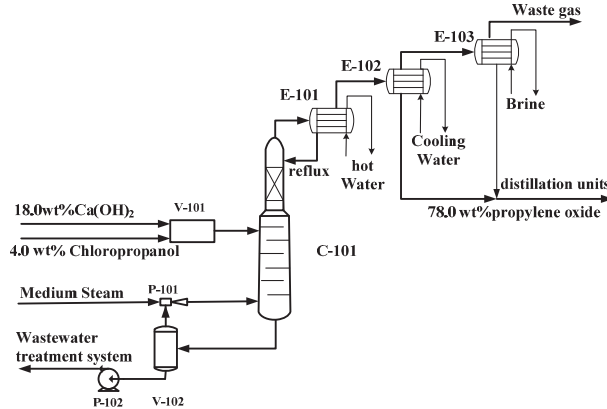 Waste gas
E-103
E-102
E-101
Brine
Cooling
Water
hot
Water
reflux
distillation units
78.0 wt%propylene oxide
18.0wt%Ca(OH)₂
V-101
4.0 wt% Chloropropanol
C-101
Medium Steam
P-101
Wastewater
treatment system
P-102
V-102